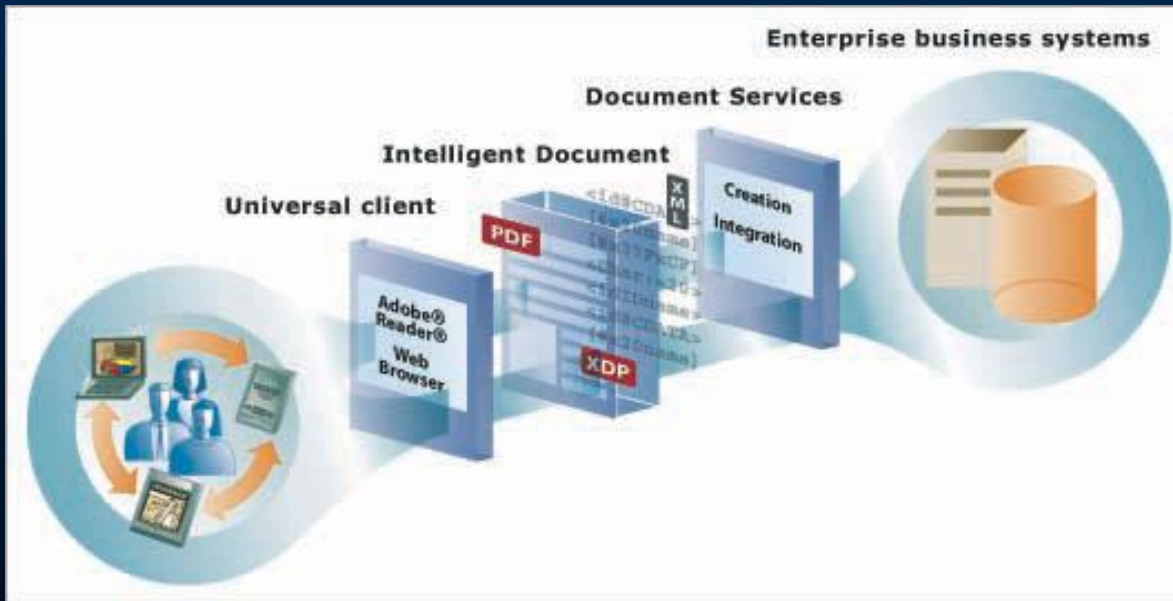 Enterprise business systems
Document Services
Intelligent Document
Universal client
XML
Creation
Integration
PDF
Adobe®
Reader®
Web
Browser
XDP